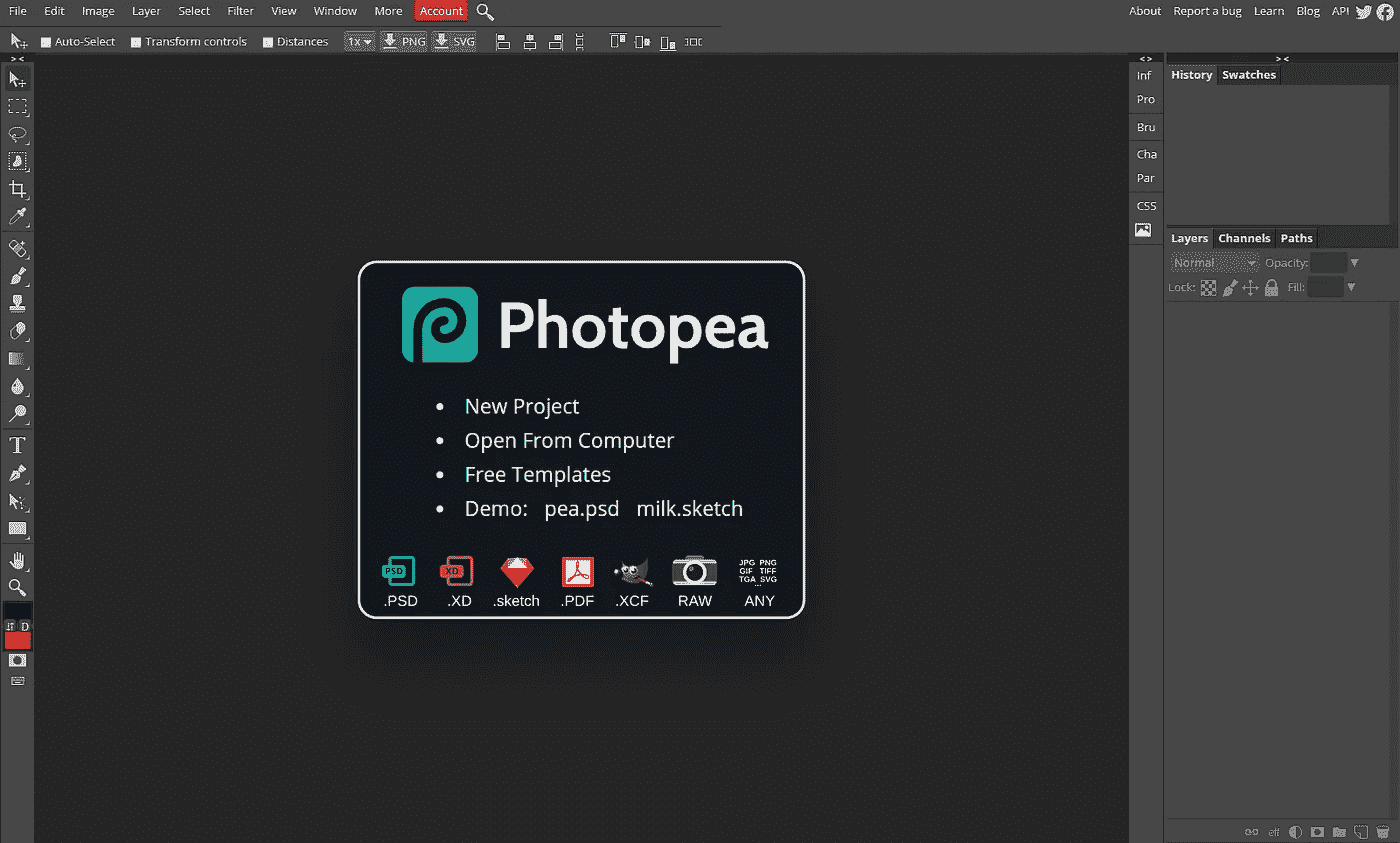 File Edit Image Layer Select Filter View Window More Account
About Report a bug Learn Blog API
Auto-Select Transform controls Distances 1x PNG SVG
> <
< >
> <
Inf
Pro
Bru
Cha
Par
CSS
History Swatches
Layers Channels Paths
Normal Opacity:
Lock: Fill:
Photopea
New Project
Open From Computer
Free Templates
Demo: pea.psd milk.sketch
PSD XD
JPG PNG
GIF TIFF
TGA SVG
...
.PSD .XD .sketch .PDF .XCF RAW ANY
T
D
eff